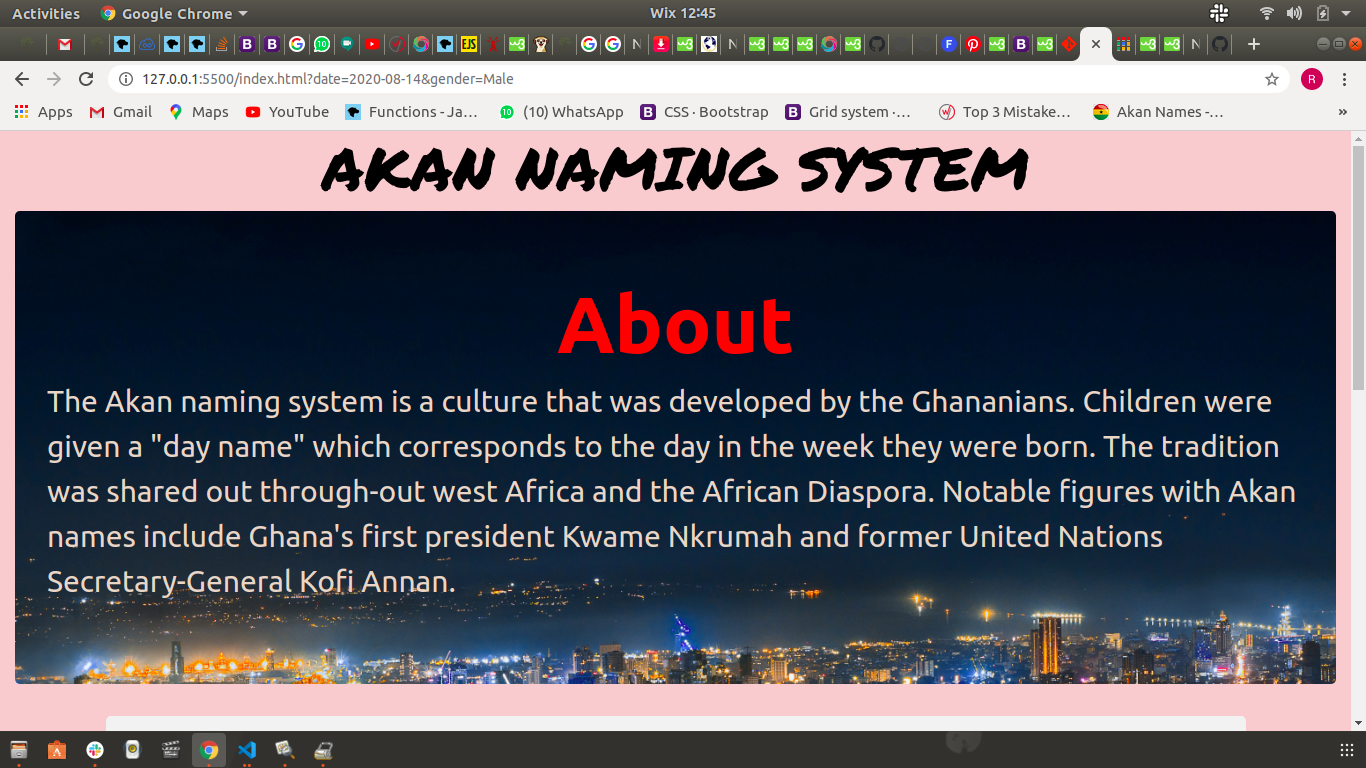 Activities Google Chrome Wix 12:45
127.0.0.1:5500/index.html?date=2020-08-14&gender=Male R
Apps Gmail Maps YouTube Functions - Ja… (10) WhatsApp CSS · Bootstrap Grid system ·… Top 3 Mistake… Akan Names -… »
AKAN NAMING SYSTEM
About
The Akan naming system is a culture that was developed by the Ghananians. Children were
given a "day name" which corresponds to the day in the week they were born. The tradition
was shared out through-out west Africa and the African Diaspora. Notable figures with Akan
names include Ghana's first president Kwame Nkrumah and former United Nations
Secretary-General Kofi Annan.